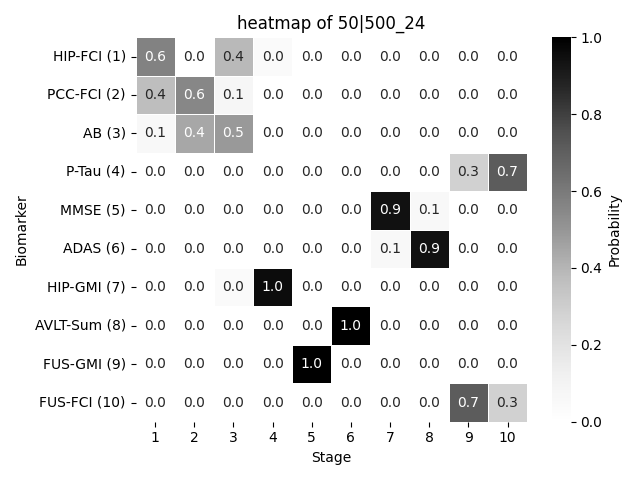 heatmap of 50|500_24
HIP-FCI (1) 0.6 0.0 0.4 0.0 0.0 0.0 0.0 0.0 0.0 0.0
PCC-FCI (2) 0.4 0.6 0.1 0.0 0.0 0.0 0.0 0.0 0.0 0.0
AB (3) 0.1 0.4 0.5 0.0 0.0 0.0 0.0 0.0 0.0 0.0
P-Tau (4) 0.0 0.0 0.0 0.0 0.0 0.0 0.0 0.0 0.3 0.7
MMSE (5) 0.0 0.0 0.0 0.0 0.0 0.0 0.9 0.1 0.0 0.0
ADAS (6) 0.0 0.0 0.0 0.0 0.0 0.0 0.1 0.9 0.0 0.0
HIP-GMI (7) 0.0 0.0 0.0 1.0 0.0 0.0 0.0 0.0 0.0 0.0
AVLT-Sum (8) 0.0 0.0 0.0 0.0 0.0 1.0 0.0 0.0 0.0 0.0
FUS-GMI (9) 0.0 0.0 0.0 0.0 1.0 0.0 0.0 0.0 0.0 0.0
FUS-FCI (10) 0.0 0.0 0.0 0.0 0.0 0.0 0.0 0.0 0.7 0.3
1 2 3 4 5 6 7 8 9 10
Stage
Biomarker
1.0
0.8
0.6
0.4
0.2
0.0
Probability